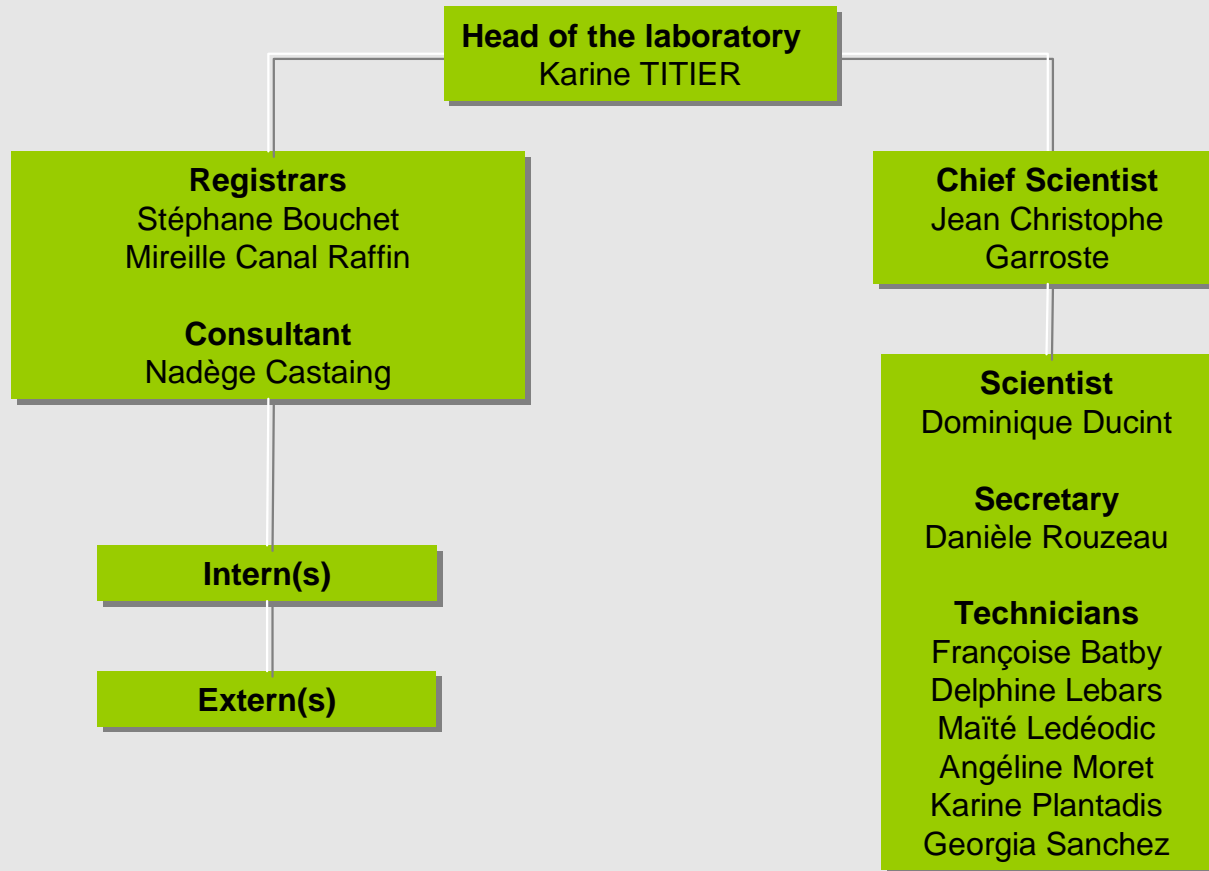 Head of the laboratory
Karine TITIER
Registrars
Stéphane Bouchet
Mireille Canal Raffin
Consultant
Nadège Castaing
Intern(s)
Extern(s)
Chief Scientist
Jean Christophe
Garroste
Scientist
Dominique Ducint
Secretary
Danièle Rouzeau
Technicians
Françoise Batby
Delphine Lebars
Maïté Ledéodic
Angéline Moret
Karine Plantadis
Georgia Sanchez